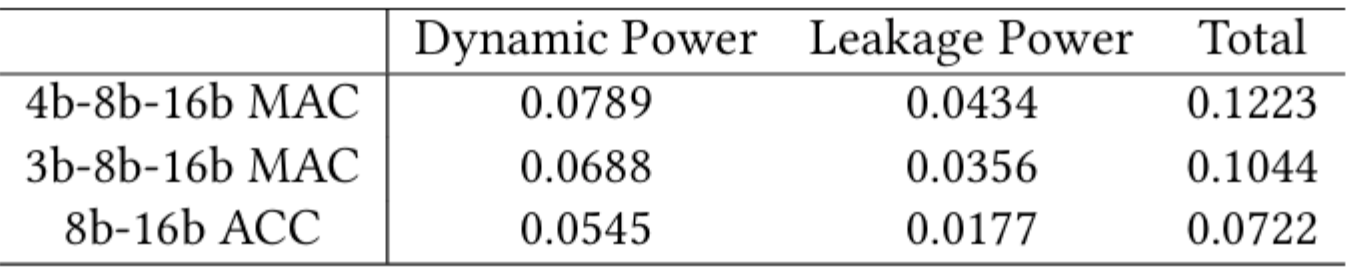 Dynamic Power Leakage Power Total
4b-8b-16b MAC 0.0789 0.0434 0.1223
3b-8b-16b MAC 0.0688 0.0356 0.1044
8b-16b ACC 0.0545 0.0177 0.0722